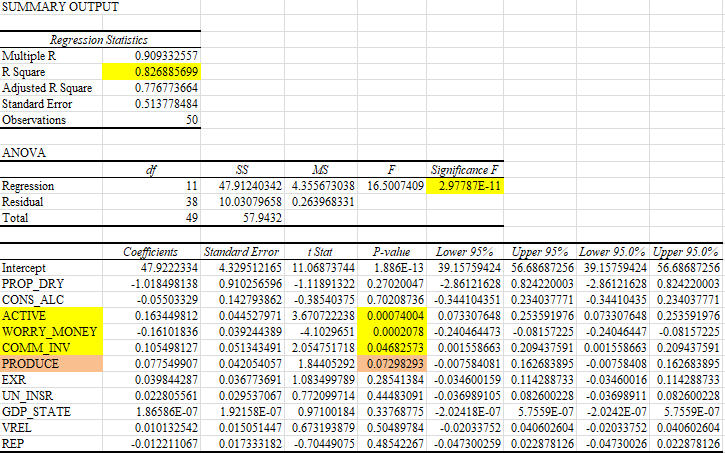 SUMMARY OUTPUT
Regression Statistics
Multiple R 0.909332557
R Square 0.826885699
Adjusted R Square 0.776773664
Standard Error 0.513778484
Observations 50
ANOVA
df SS MS F Significance F
Regression 11 47.91240342 4.355673038 16.5007409 2.97787E-11
Residual 38 10.03079658 0.263968331
Total 49 57.9432
Coefficients Standard Error t Stat P-value Lower 95% Upper 95% Lower 95.0% Upper 95.0%
Intercept 47.9222334 4.329512165 11.06873744 1.886E-13 39.15759424 56.68687256 39.15759424 56.68687256
PROP_DRY -1.018498138 0.910256596 -1.11891322 0.27020047 -2.86121628 0.824220003 -2.86121628 0.824220003
CONS_ALC -0.05503329 0.142793862 -0.38540375 0.70208736 -0.344104351 0.234037771 -0.34410435 0.234037771
ACTIVE 0.163449812 0.044527971 3.670722238 0.00074004 0.073307648 0.253591976 0.073307648 0.253591976
WORRY_MONEY -0.16101836 0.039244389 -4.1029651 0.0002078 -0.240464473 -0.08157225 -0.24046447 -0.08157225
COMM_INV 0.105498127 0.051343491 2.054751718 0.04682573 0.001558663 0.209437591 0.001558663 0.209437591
PRODUCE 0.077549907 0.042054057 1.84405292 0.07298293 -0.007584081 0.162683895 -0.00758408 0.162683895
EXR 0.039844287 0.036773691 1.083499789 0.28541384 -0.034600159 0.114288733 -0.03460016 0.114288733
UN_INSR 0.022805561 0.029537067 0.772099714 0.44483091 -0.036989105 0.082600228 -0.03698911 0.082600228
GDP_STATE 1.86586E-07 1.92158E-07 0.97100184 0.33768775 -2.02418E-07 5.7559E-07 -2.0242E-07 5.7559E-07
VREL 0.010132542 0.015051447 0.673193879 0.50489784 -0.02033752 0.040602604 -0.02033752 0.040602604
REP -0.012211067 0.017333182 -0.70449075 0.48542267 -0.047300259 0.022878126 -0.04730026 0.022878126